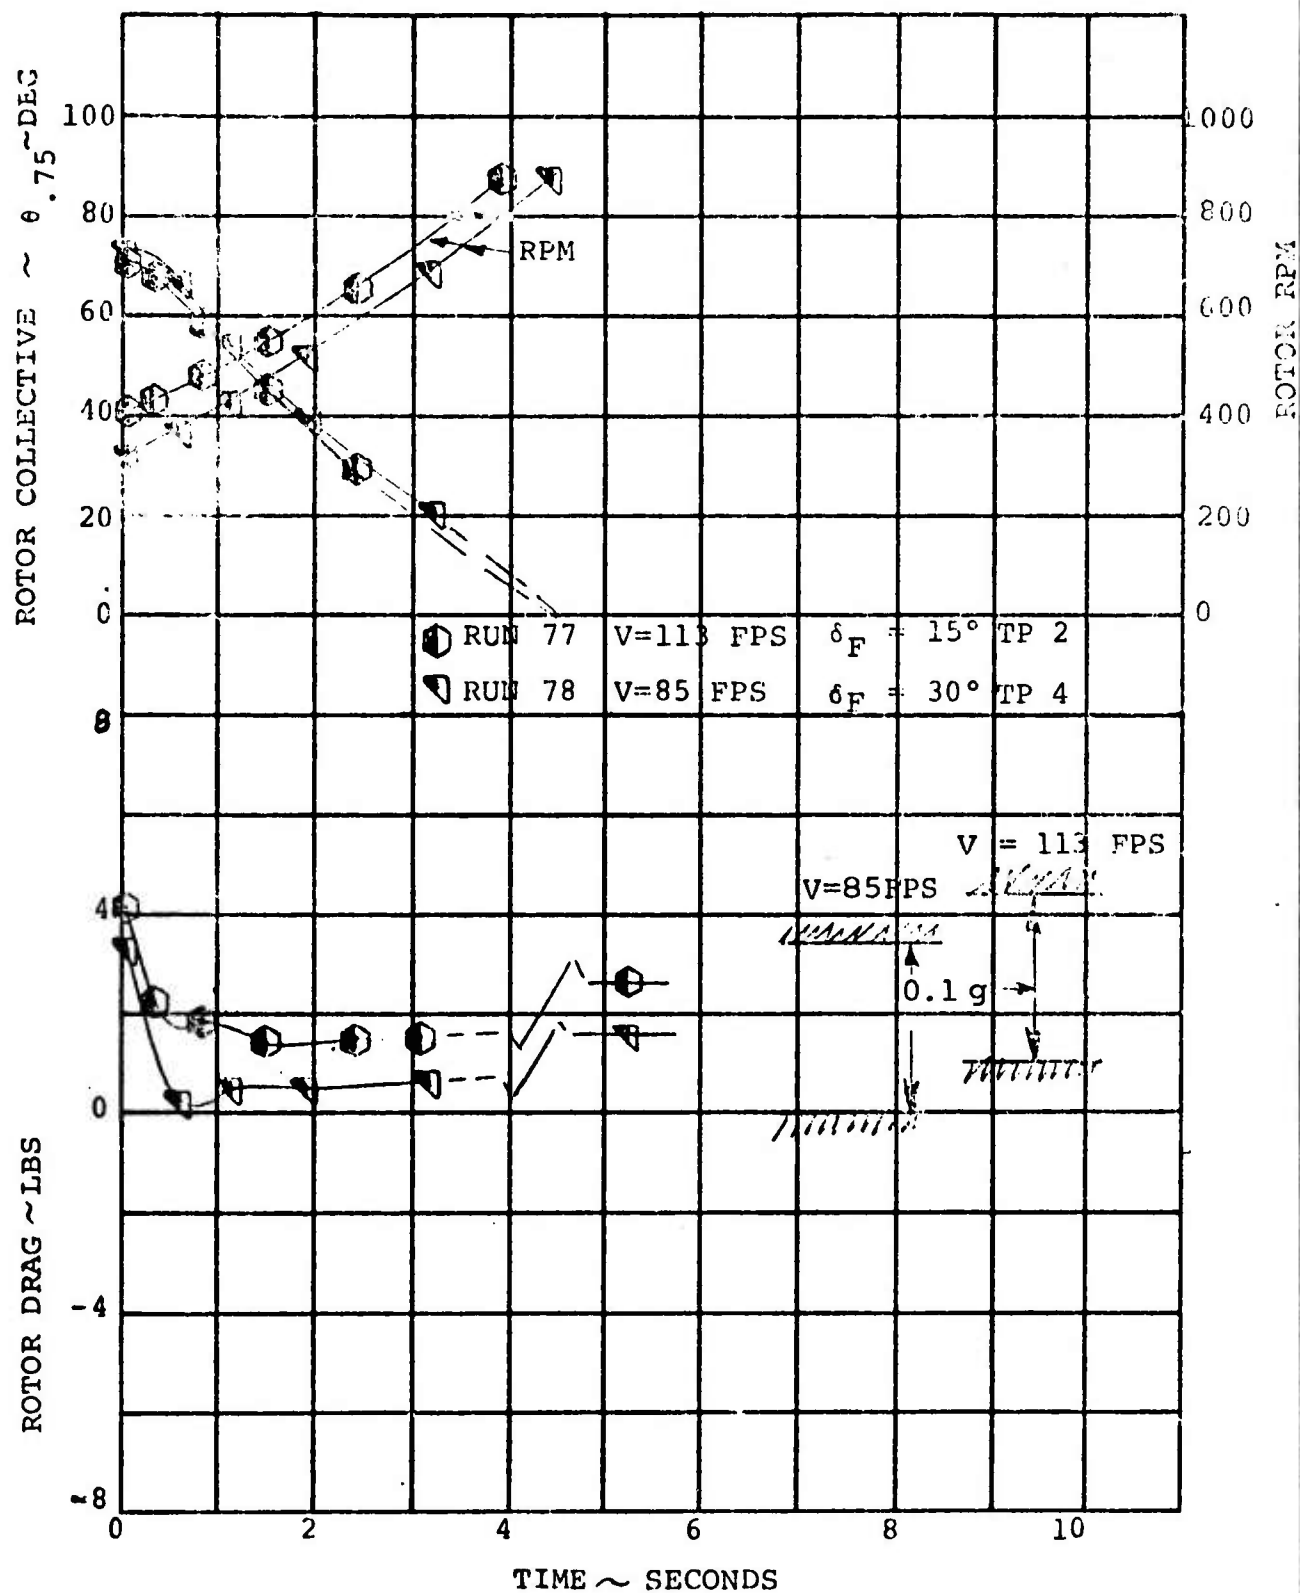 ROTOR COLLECTIVE ~ θ .75 ~DEG
100
80
60
40
20
0
1000
800
600
400
200
0
ROTOR RPM
RPM
RUN 77 V=113 FPS δF = 15° TP 2
RUN 78 V=85 FPS δF = 30° TP 4
8
4
0
-4
-8
ROTOR DRAG ~ LBS
V = 113 FPS
V=85FPS
0.1 g
0 2 4 6 8 10
TIME ~ SECONDS